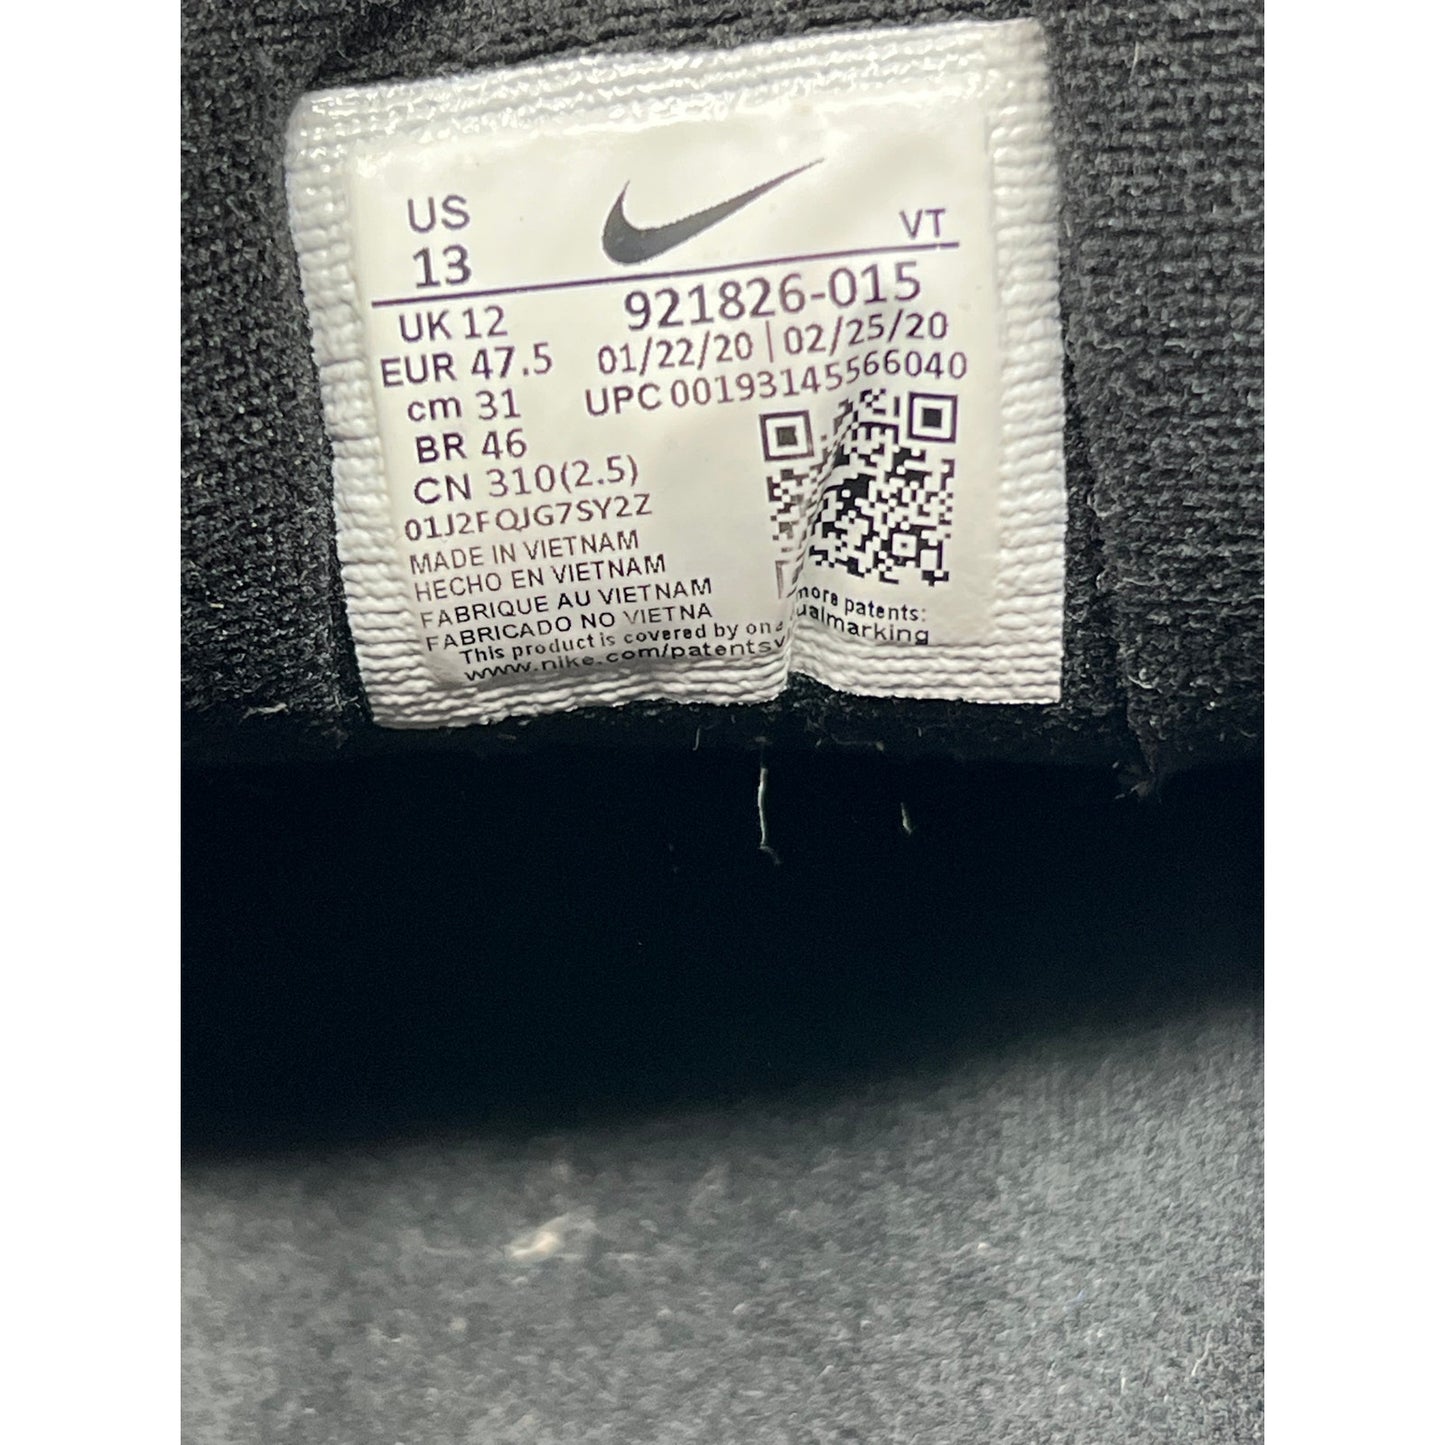 US
13
VT
UK 12
921826-015
EUR 47.5
01/22/20 | 02/25/20
cm 31
UPC 00193145566040
BR 46
CN 310(2.5)
01J2FQJG7SY2Z
MADE IN VIETNAM
HECHO EN VIETNAM
FABRIQUE AU VIETNAM
FABRICADO NO VIETNA
This product is covered by one more patents:
www.nike.com/patents